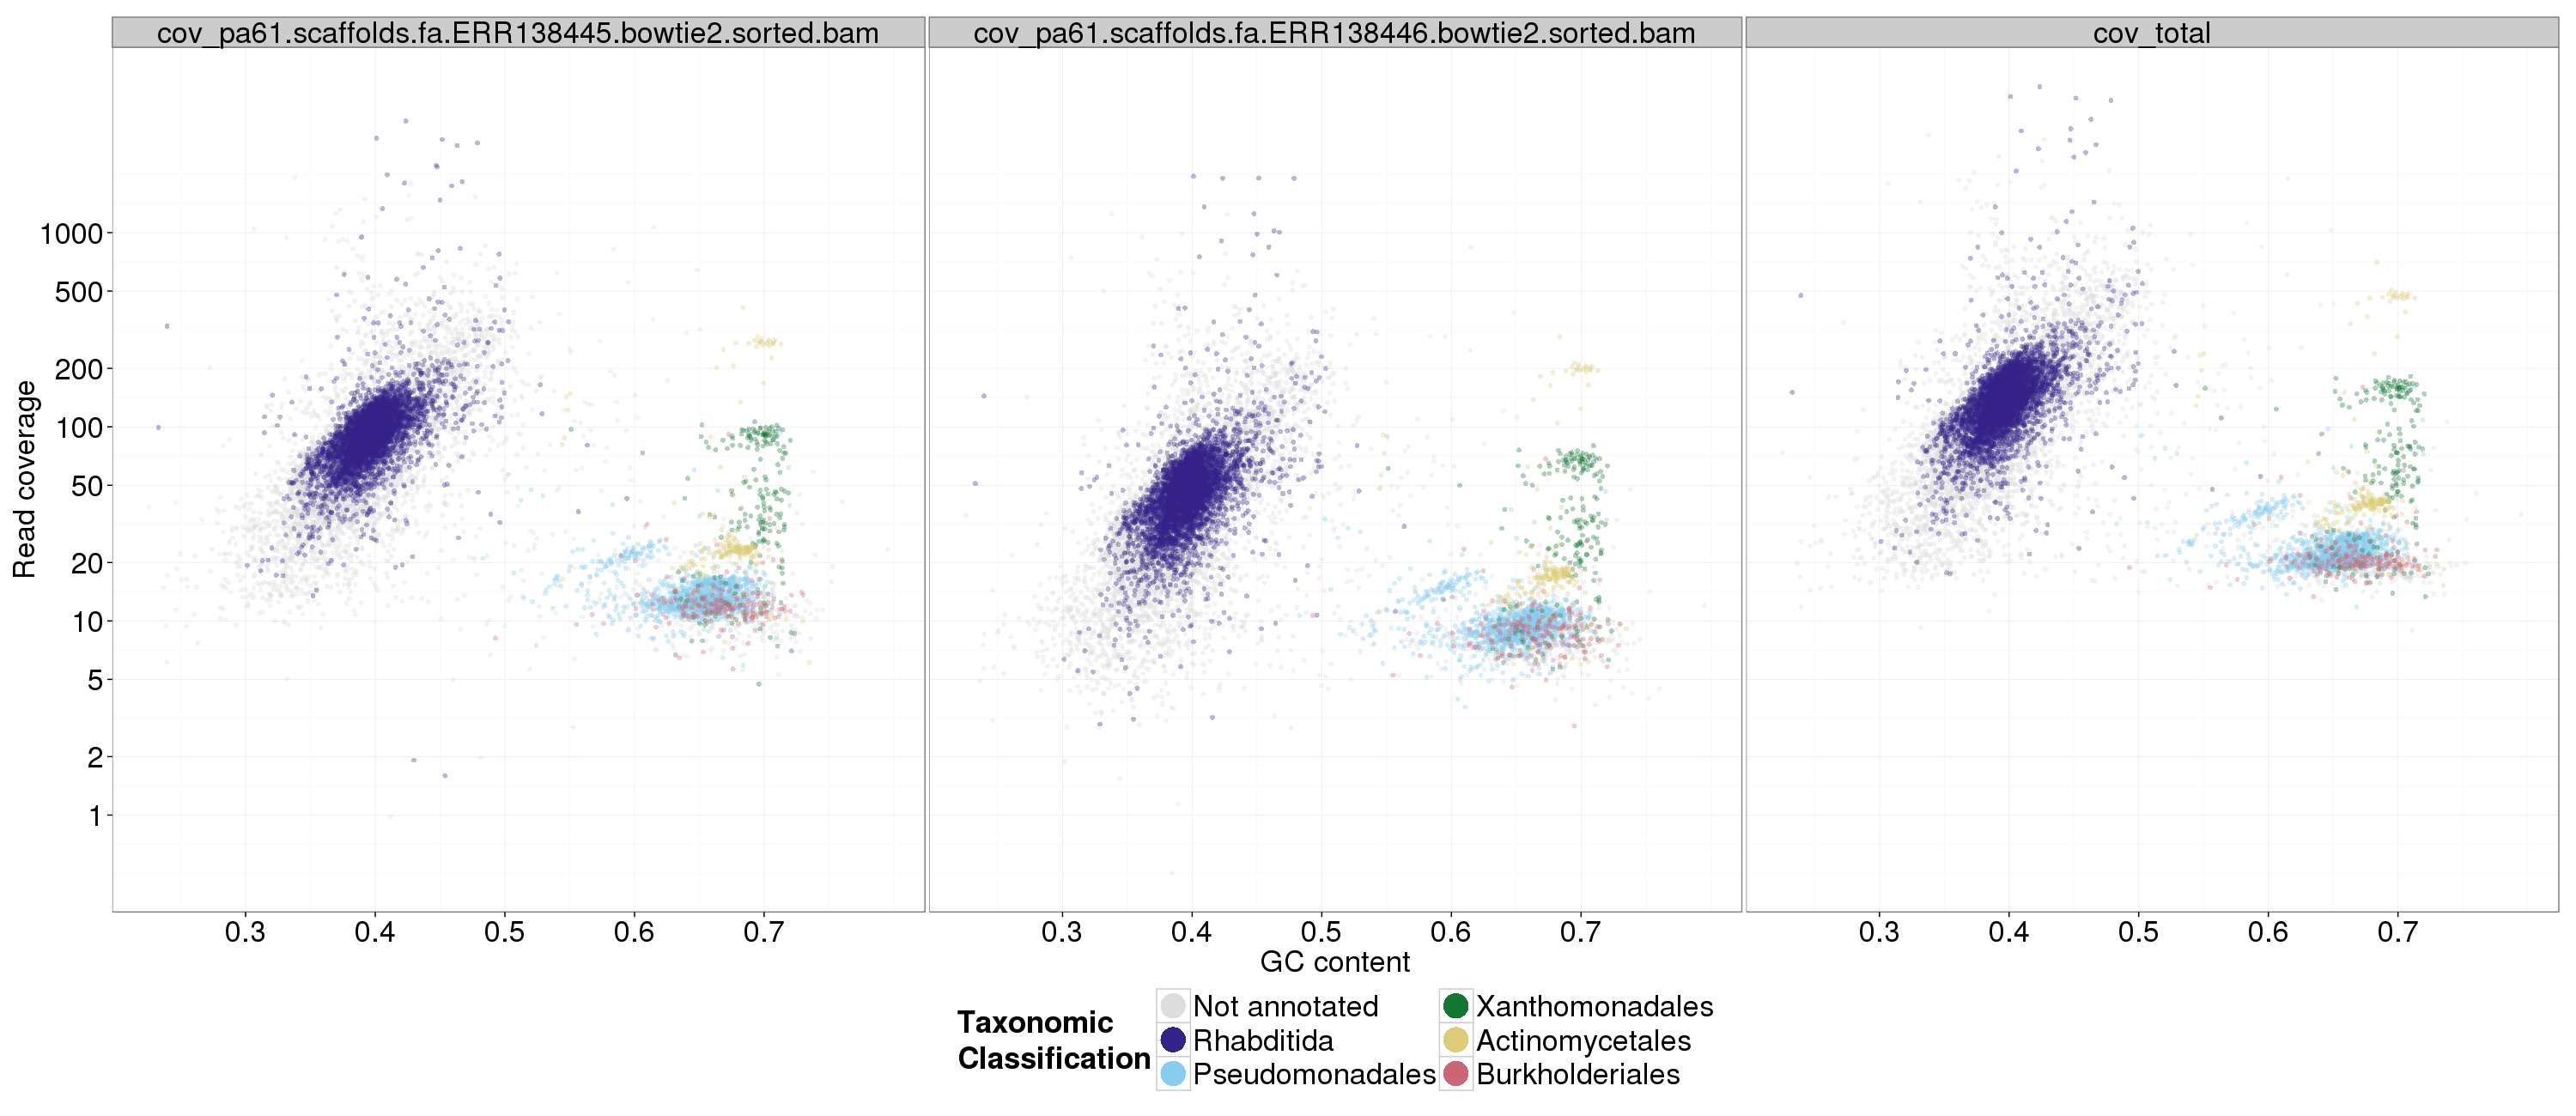 cov_pa61.scaffolds.fa.ERR138445.bowtie2.sorted.bam
cov_pa61.scaffolds.fa.ERR138446.bowtie2.sorted.bam
cov_total
Read coverage
1000
500
200
100
50
20
10
5
2
1
0.3 0.4 0.5 0.6 0.7
0.3 0.4 0.5 0.6 0.7
0.3 0.4 0.5 0.6 0.7
GC content
Taxonomic
Classification
Not annotated
Rhabditida
Pseudomonadales
Xanthomonadales
Actinomycetales
Burkholderiales